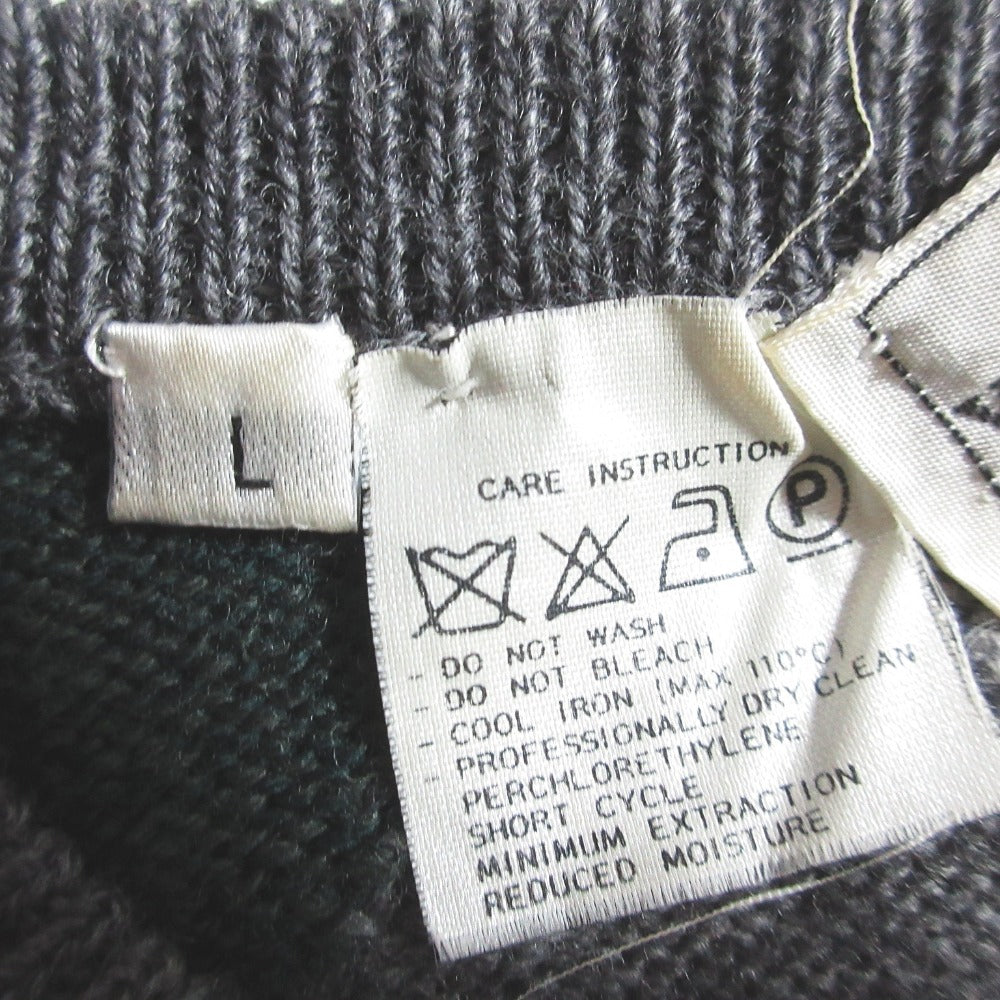 L
CARE INSTRUCTION
P
- DO NOT WASH
- DO NOT BLEACH
- COOL IRON (MAX 110°C)
- PROFESSIONALLY DRY CLEAN
PERCHLORETHYLENE
SHORT CYCLE
MINIMUM EXTRACTION
REDUCED MOISTURE